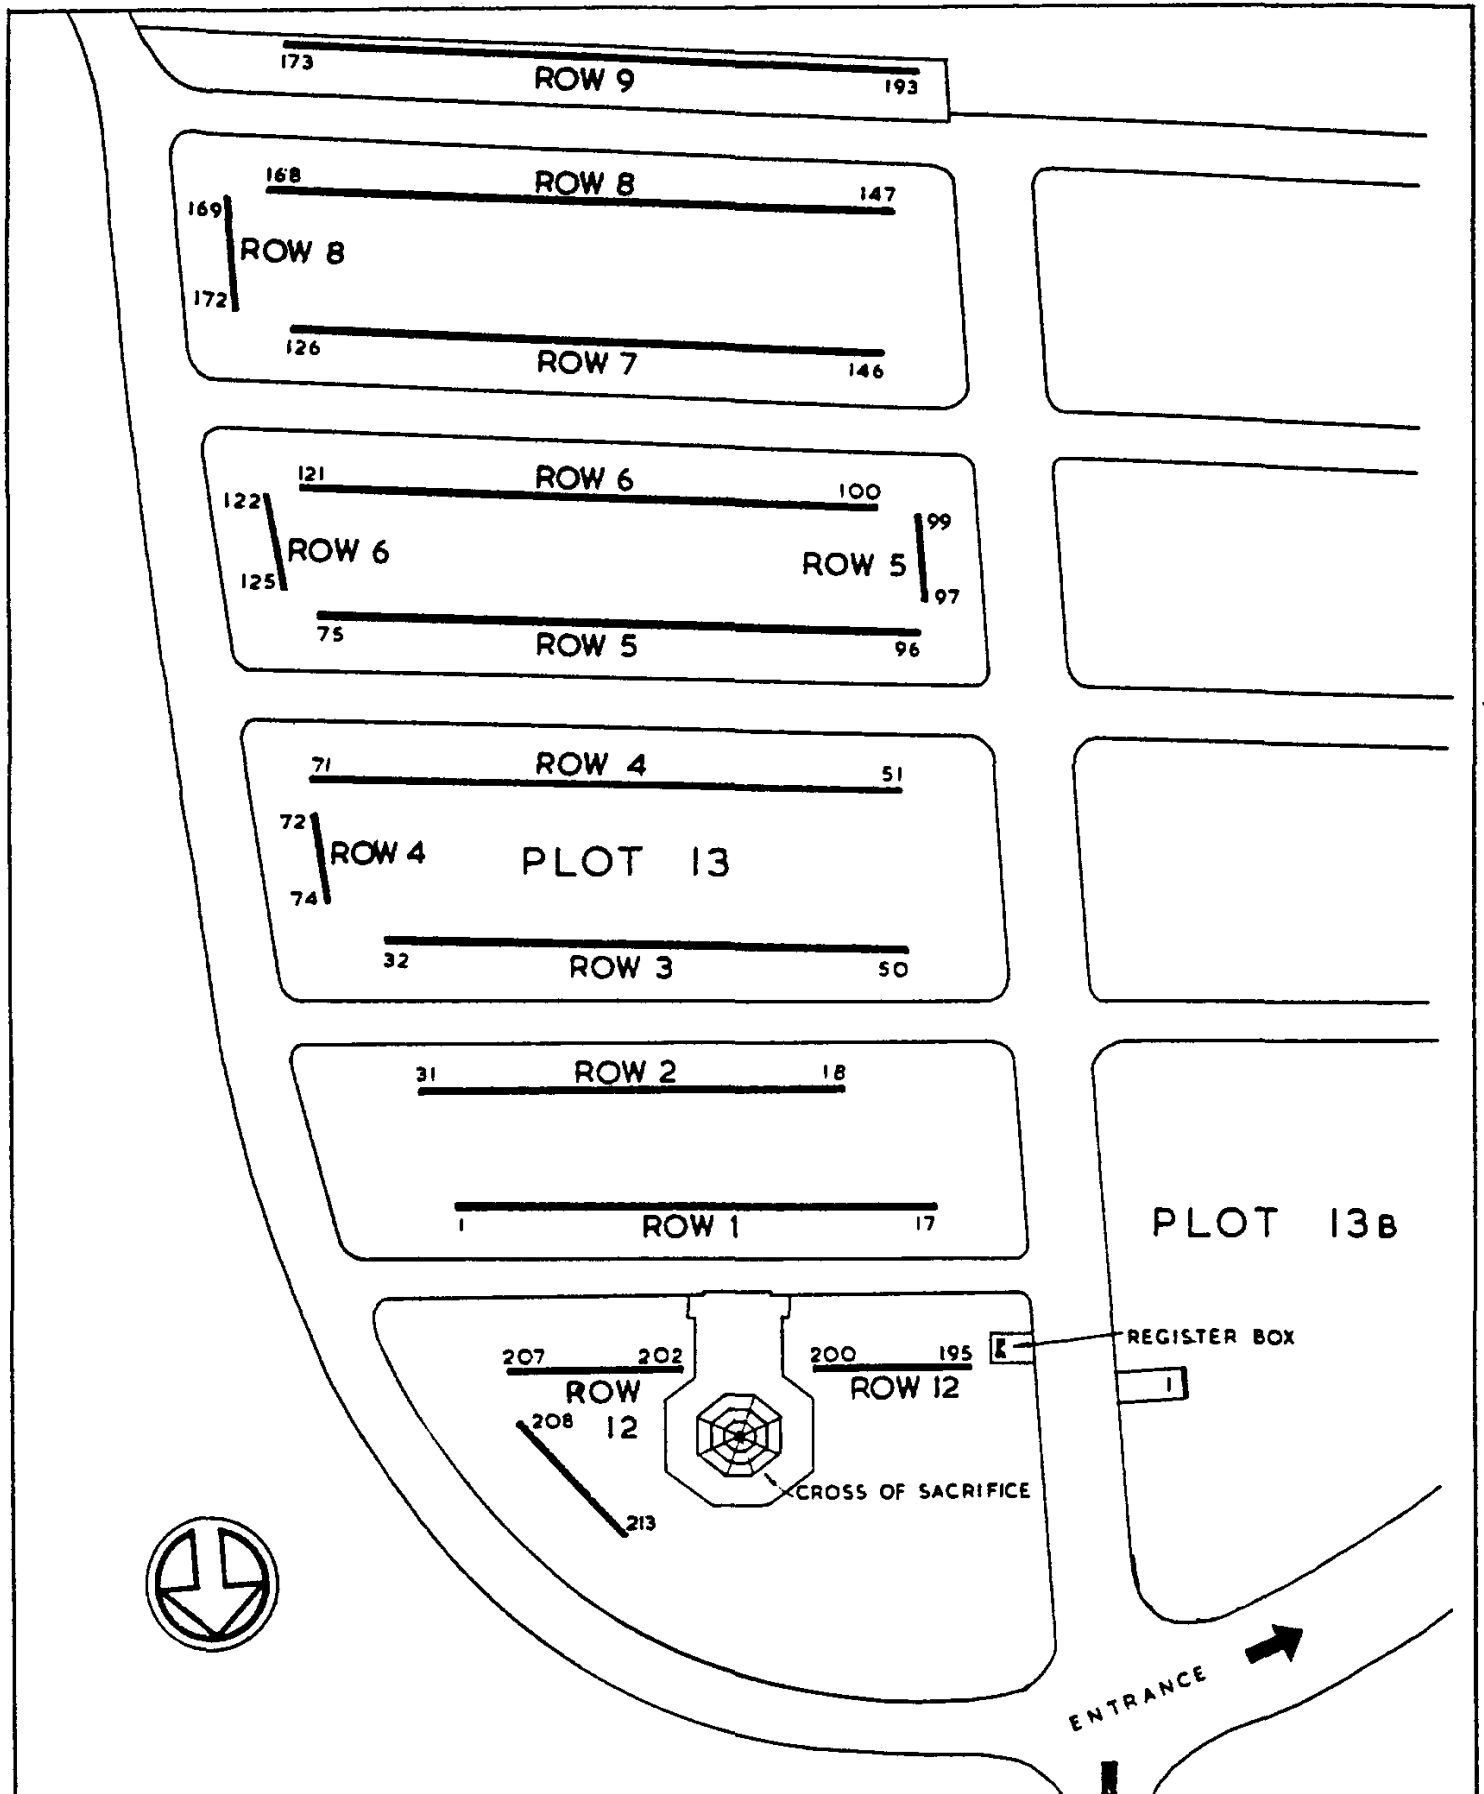 173
ROW 9
193
168
ROW 8
147
169
ROW 8
172
126
ROW 7
146
121
ROW 6
100
122
99
ROW 6
ROW 5
125
97
75
ROW 5
96
71
ROW 4
51
72
ROW 4
PLOT 13
74
32
ROW 3
50
31
ROW 2
18
1
ROW 1
17
PLOT 13B
REGISTER BOX
207
202
200
195
ROW
12
ROW 12
1
208
CROSS OF SACRIFICE
213
ENTRANCE